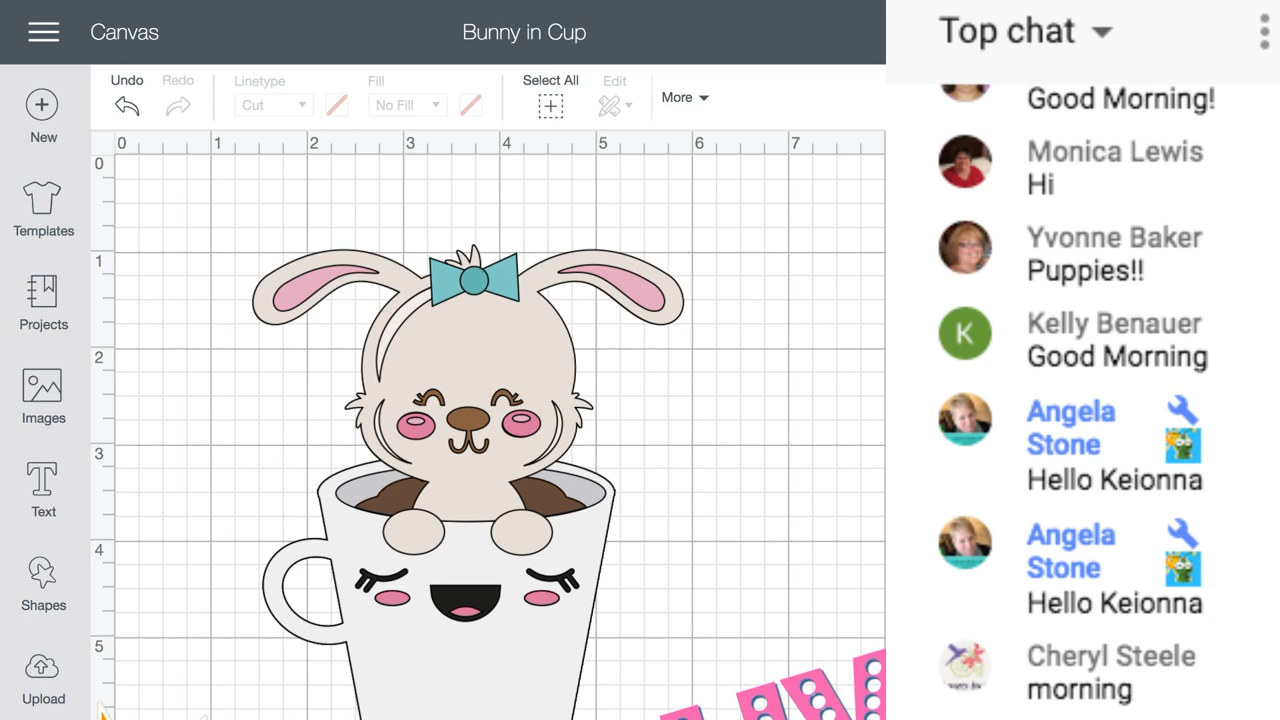 Canvas
Bunny in Cup
Undo
Redo
Linetype
Cut
Fill
No Fill
Select All
Edit
More
0 1 2 3 4 5 6 7
0
1
2
3
4
5
New
Templates
Projects
Images
Text
Shapes
Upload
Top chat
Good Morning!
Monica Lewis
Hi
Yvonne Baker
Puppies!!
K
Kelly Benauer
Good Morning
Angela
Stone
Hello Keionna
Angela
Stone
Hello Keionna
Cheryl Steele
morning